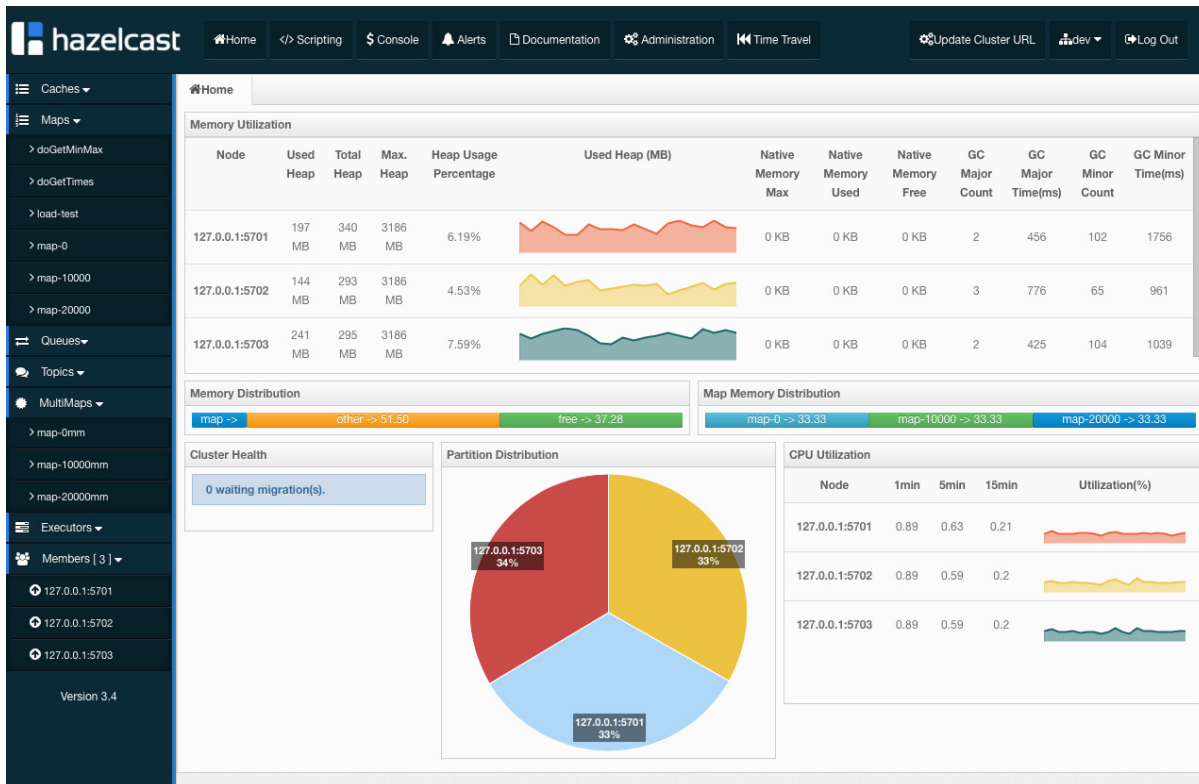 hazelcast
Home </> Scripting $ Console Alerts Documentation Administration Time Travel Update Cluster URL dev Log Out
Caches
Maps
> doGetMinMax
> doGetTimes
> load-test
> map-0
> map-10000
> map-20000
Queues
Topics
MultiMaps
> map-0mm
> map-10000mm
> map-20000mm
Executors
Members [ 3 ]
127.0.0.1:5701
127.0.0.1:5702
127.0.0.1:5703
Version 3.4
Home
Memory Utilization
Node Used Heap Total Heap Max. Heap Heap Usage Percentage Used Heap (MB) Native Memory Max Native Memory Used Native Memory Free GC Major Count GC Major Time(ms) GC Minor Count GC Minor Time(ms)
127.0.0.1:5701 197 MB 340 MB 3186 MB 6.19% 0 KB 0 KB 0 KB 2 456 102 1756
127.0.0.1:5702 144 MB 293 MB 3186 MB 4.53% 0 KB 0 KB 0 KB 3 776 65 961
127.0.0.1:5703 241 MB 295 MB 3186 MB 7.59% 0 KB 0 KB 0 KB 2 425 104 1039
Memory Distribution
map -> other -> 51.50 free -> 37.28
Map Memory Distribution
map-0 -> 33.33 map-10000 -> 33.33 map-20000 -> 33.33
Cluster Health
0 waiting migration(s).
Partition Distribution
127.0.0.1:5703
34%
127.0.0.1:5702
33%
127.0.0.1:5701
33%
CPU Utilization
Node 1min 5min 15min Utilization(%)
127.0.0.1:5701 0.89 0.63 0.21
127.0.0.1:5702 0.89 0.59 0.2
127.0.0.1:5703 0.89 0.59 0.2